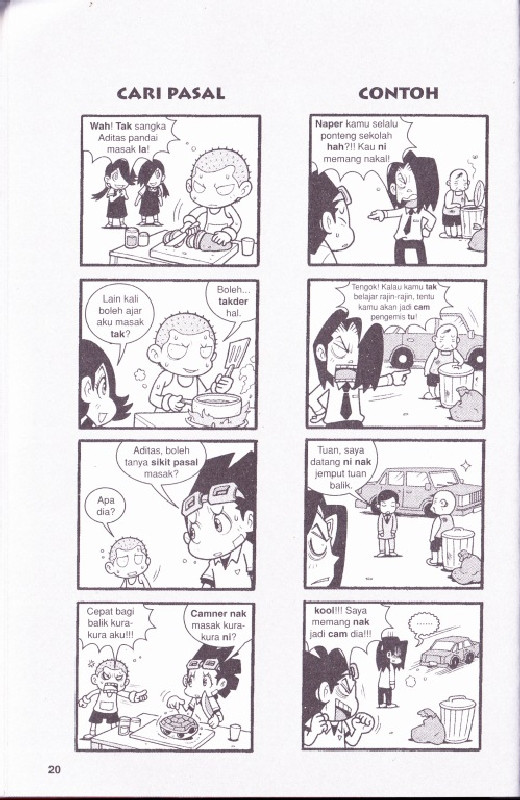 CARI PASAL
Wah! Tak sangka
Aditas pandai
masak la!
Lain kali
boleh ajar
aku masak
tak?
Boleh...
takder
hal.
Aditas, boleh
tanya sikit pasal
masak?
Apa
dia?
Cepat bagi
balik kura-
kura aku!!!
Camner nak
masak kura-
kura ni?
CONTOH
Naper kamu selalu
ponteng sekolah
hah?!! Kau ni
memang nakal!
Tengok! Kalau kamu tak
belajar rajin-rajin, tentu
kamu akan jadi cam
pengemis tu!
Tuan, saya
datang ni nak
jemput tuan
balik.
kool!!! Saya
memang nak
jadi cam dia!!!
.......
20